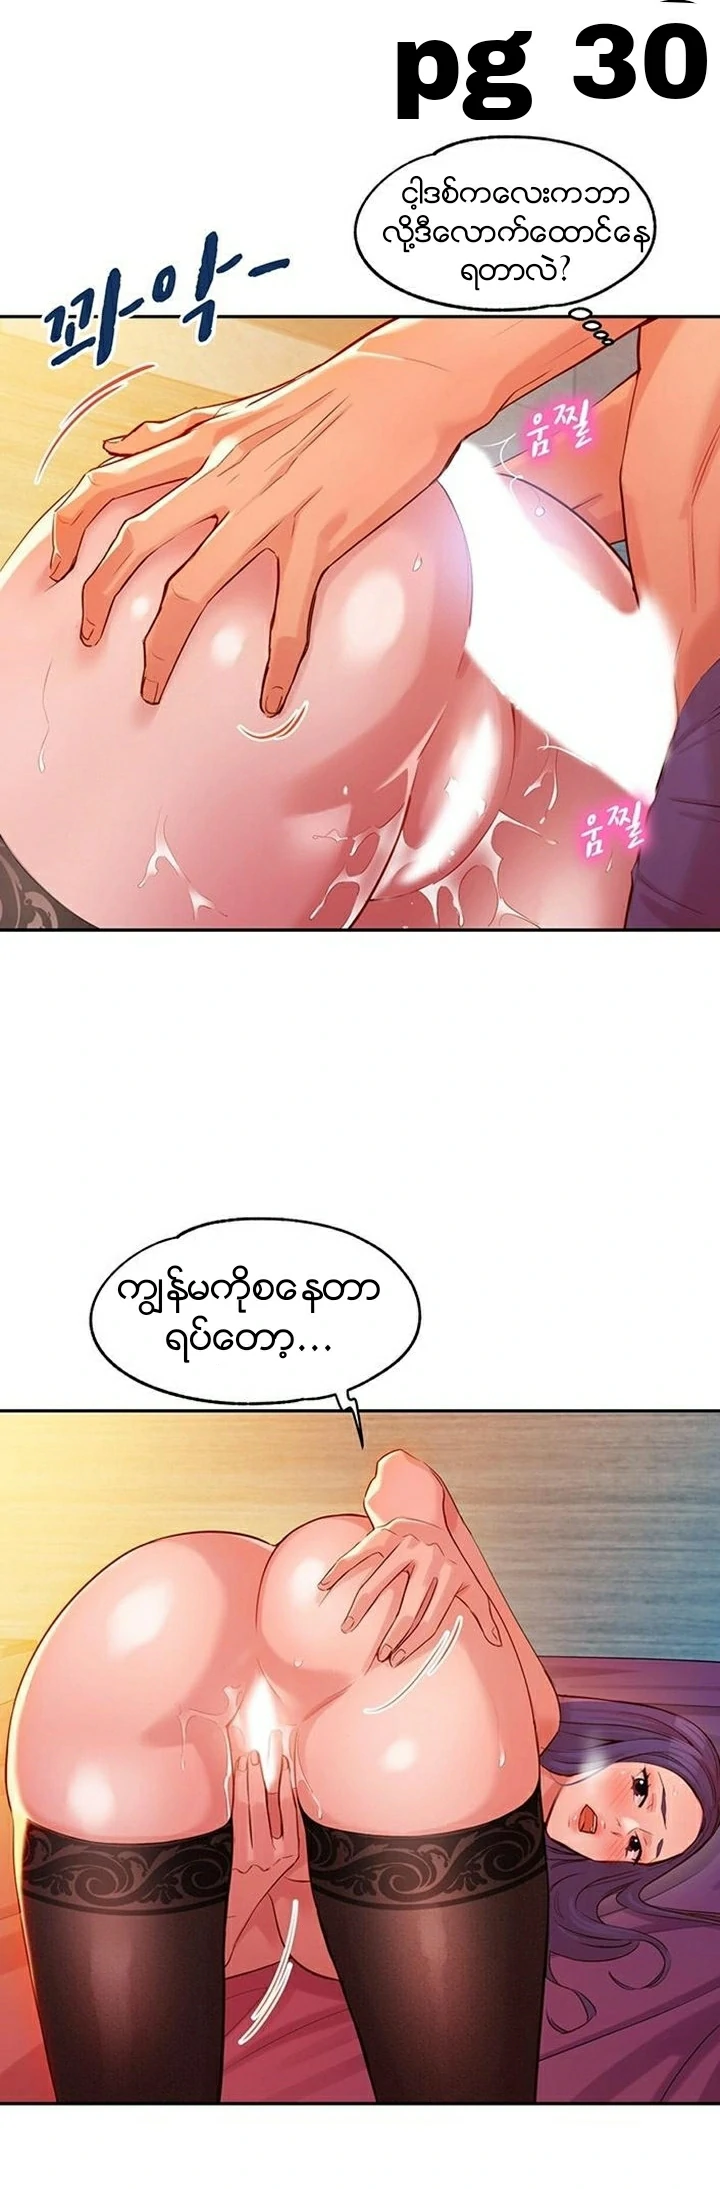 pg 30
ငါ့ဒစ်ကလေးကဘာ
လို့ဒီလောက်ထောင်နေ
ရတာလဲ?
꽈악-
움찔
움찔
ကျွန်မကိုစနေတာ
ရပ်တော့...